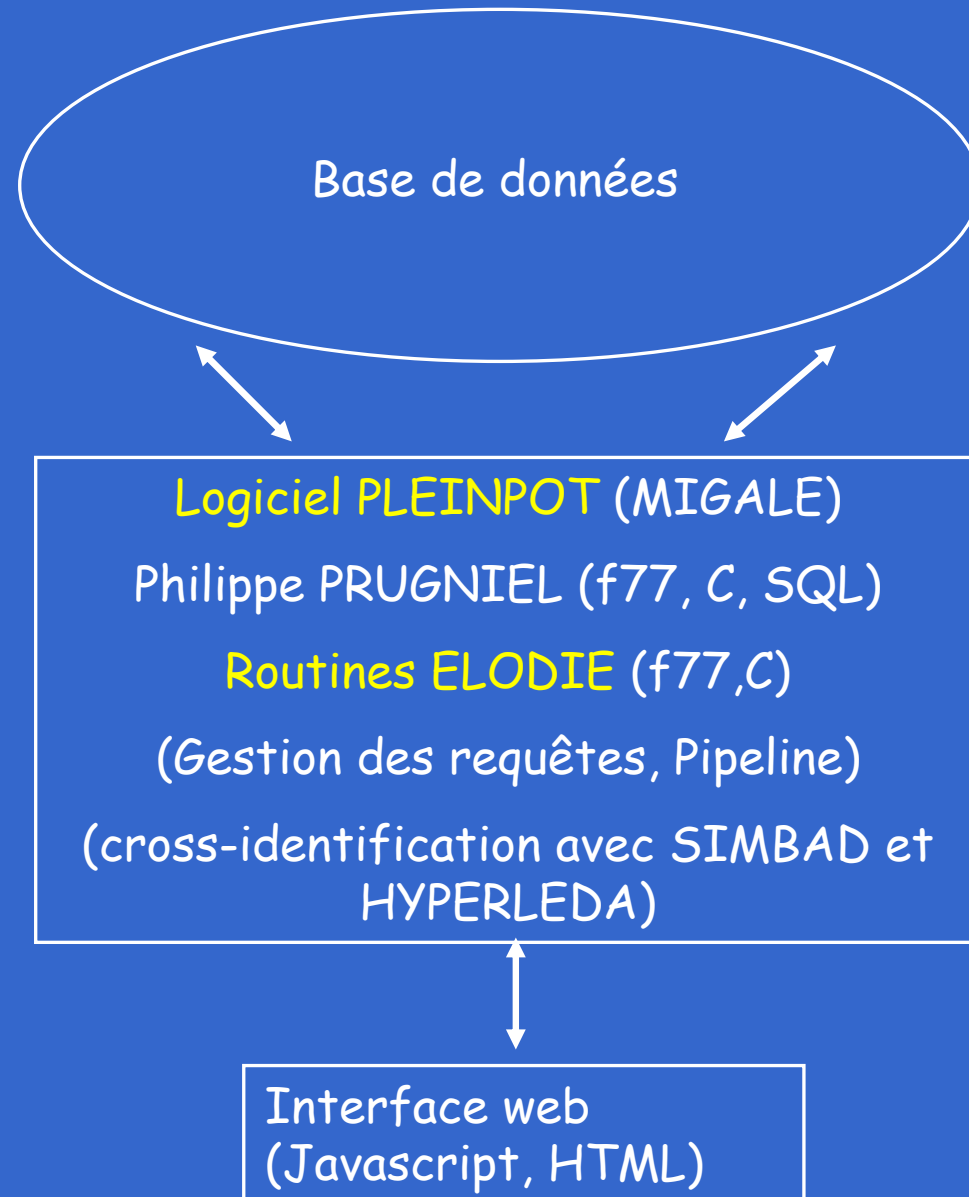 Base de données
Logiciel PLEINPOT (MIGALE)
Philippe PRUGNIEL (f77, C, SQL)
Routines ELODIE (f77,C)
(Gestion des requêtes, Pipeline)
(cross-identification avec SIMBAD et
HYPERLEDA)
Interface web
(Javascript, HTML)